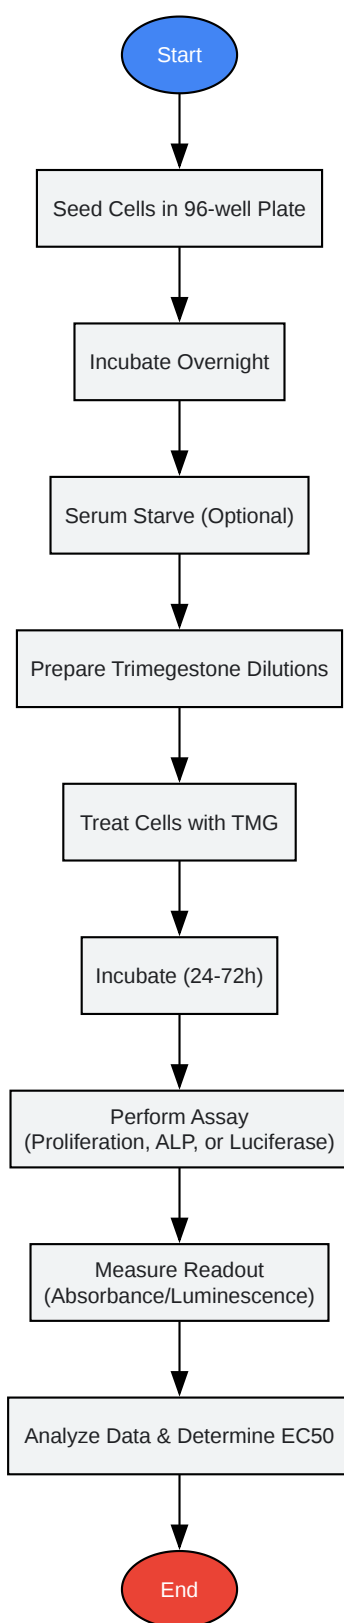 Start
Seed Cells in 96-well Plate
Incubate Overnight
Serum Starve (Optional)
Prepare Trimegestone Dilutions
Treat Cells with TMG
Incubate (24-72h)
Perform Assay
(Proliferation, ALP, or Luciferase)
Measure Readout
(Absorbance/Luminescence)
Analyze Data & Determine EC50
End